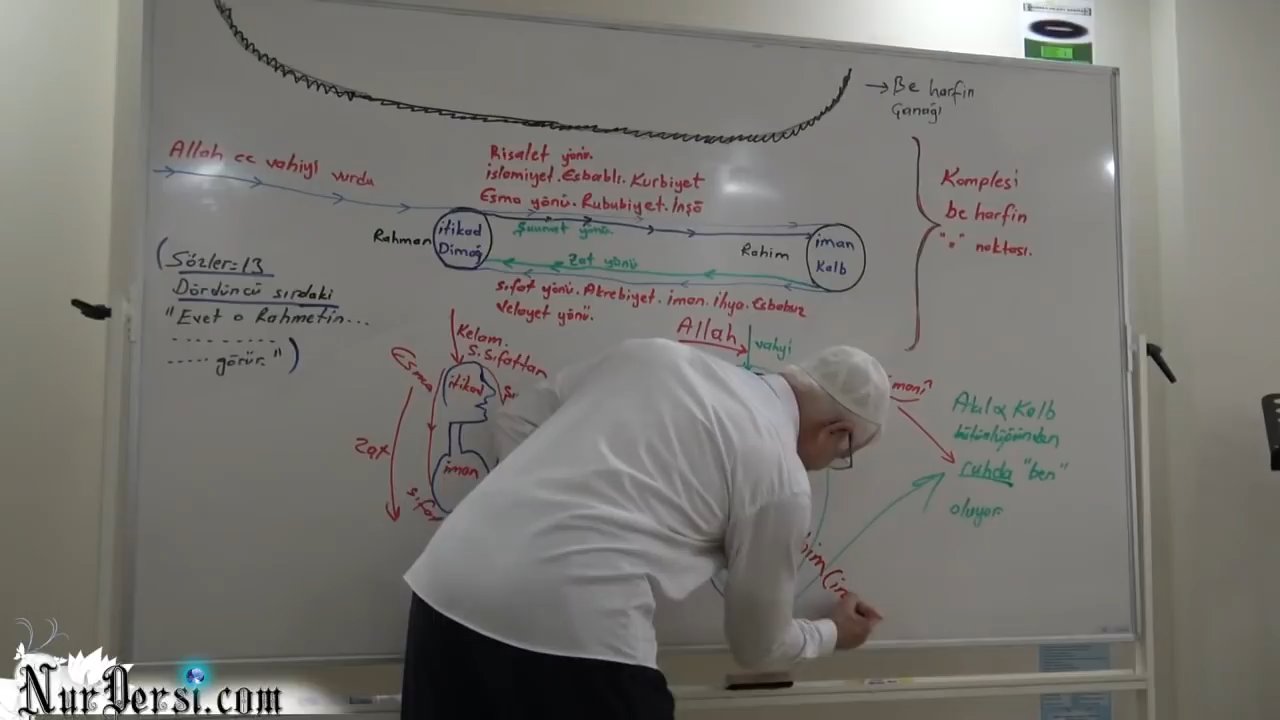 → Be harfin
Çanağı
Allah cc vahiyi vurdu
Risalet yönü.
islamiyet. Esbablı. Kurbiyet
Esma yönü. Rububiyet. İnşâ
Şuunat yönü.
Rahman
itikad
Dimağ
Zat yönü
Rahim
iman
Kalb
sıfat yönü. Akrebiyet. iman. ihya. Esbabsız
Velayet yönü.
Komplesi
be harfin
"." noktası.
(Sözler=13
Dördüncü sırdaki
"Evet o Rahmetin...
- - - - - - - - -
----- görür.")
Kelam.
S. Sıfattan
Esma
itikad
Zat
iman
Allah
vahyi
Akıl
Kalb
bütünlüğünden
ruhda "ben"
oluyor
NurDersi.com